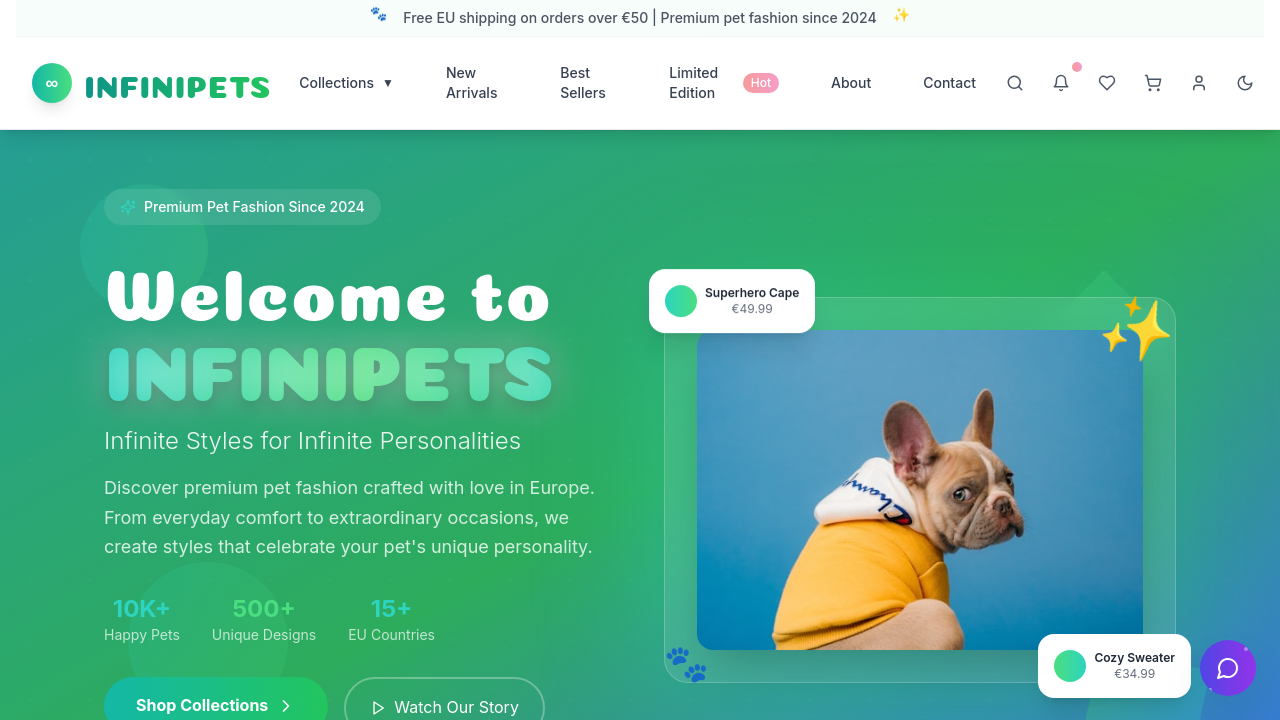 Free EU shipping on orders over €50 | Premium pet fashion since 2024
∞ INFINIPETS
Collections ▼
New Arrivals
Best Sellers
Limited Edition
Hot
About
Contact
Premium Pet Fashion Since 2024
Welcome to
INFINIPETS
Infinite Styles for Infinite Personalities
Discover premium pet fashion crafted with love in Europe.
From everyday comfort to extraordinary occasions, we
create styles that celebrate your pet's unique personality.
10K+
Happy Pets
500+
Unique Designs
15+
EU Countries
Shop Collections
Watch Our Story
Superhero Cape
€49.99
Champion
Cozy Sweater
€34.99